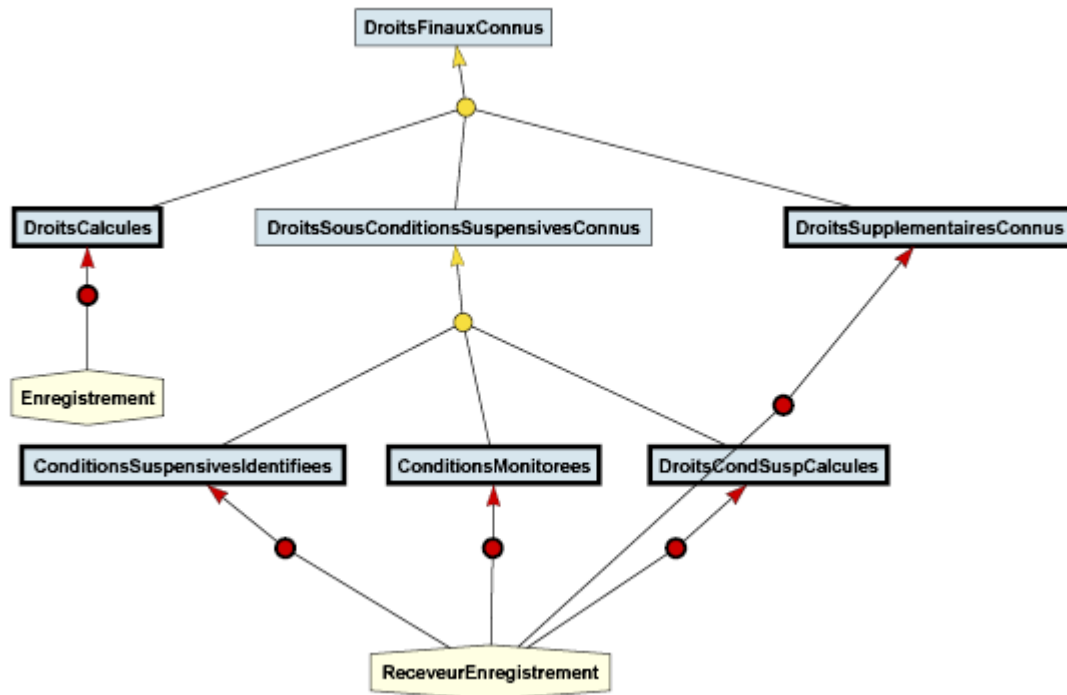 DroitsFinauxConnus
DroitsCalcules
DroitsSousConditionsSuspensivesConnus
DroitsSupplementairesConnus
Enregistrement
ConditionsSuspensivesIdentifiees
ConditionsMonitorees
DroitsCondSuspCalcules
ReceveurEnregistrement